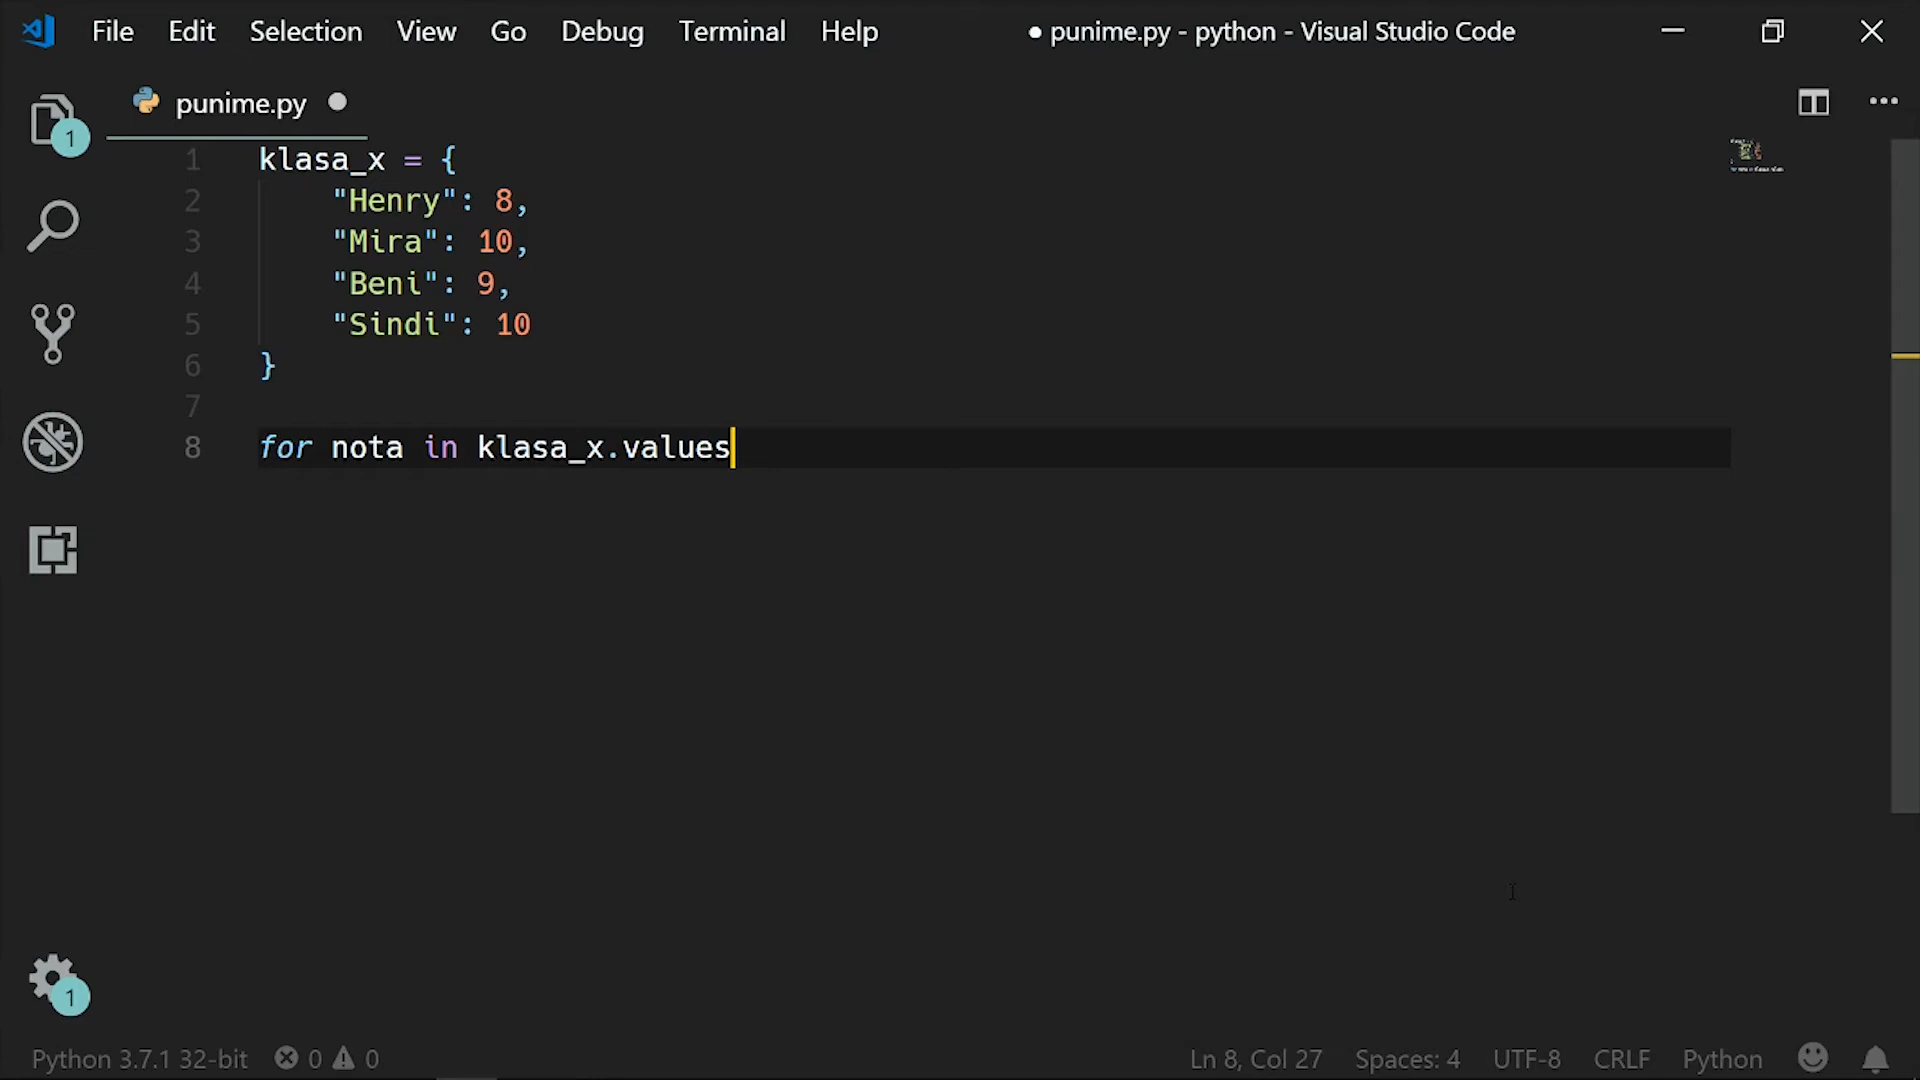 File Edit Selection View Go Debug Terminal Help ● punime.py - python - Visual Studio Code
punime.py
1
1 klasa_x = {
2 "Henry": 8,
3 "Mira": 10,
4 "Beni": 9,
5 "Sindi": 10
6 }
7
8 for nota in klasa_x.values
1
Python 3.7.1 32-bit 0 0 Ln 8, Col 27 Spaces: 4 UTF-8 CRLF Python